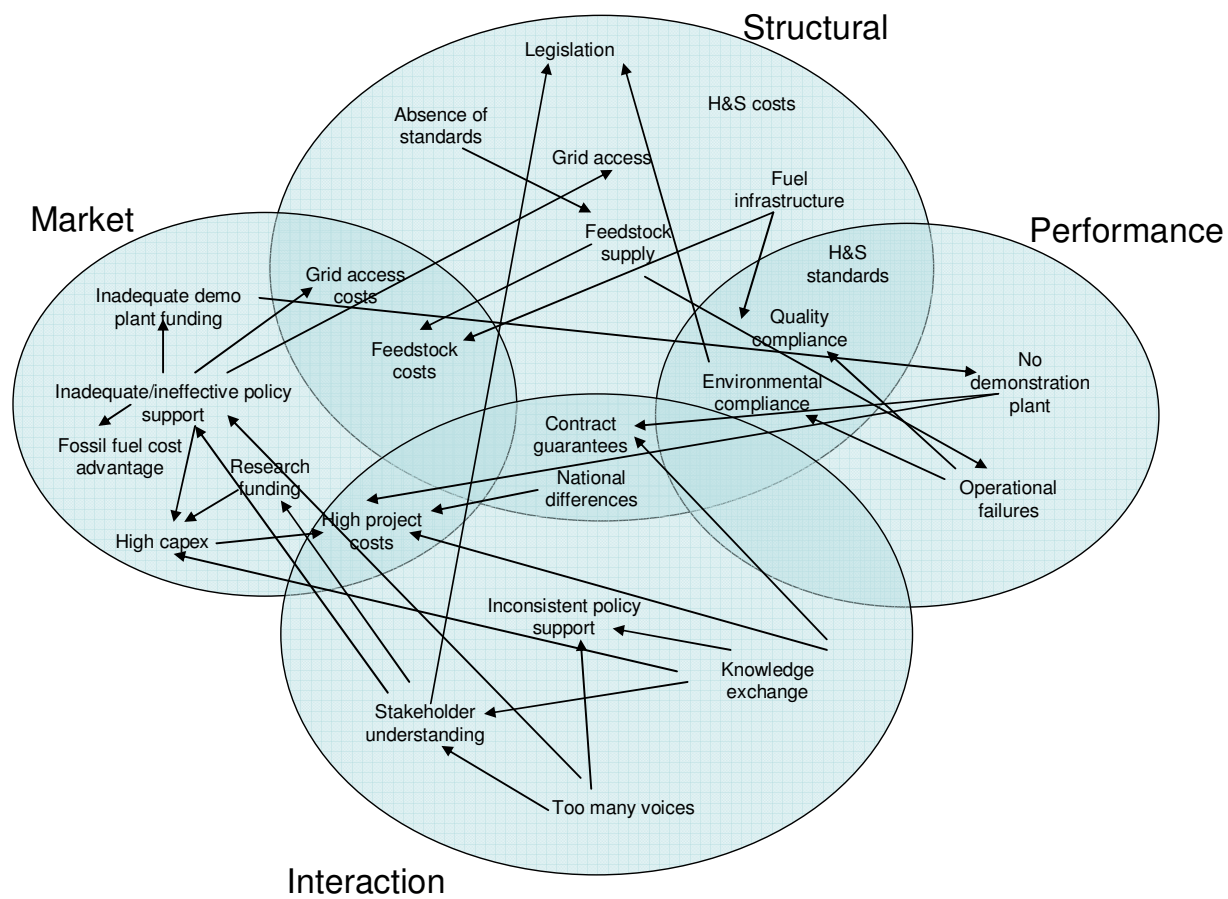 Structural
Legislation
H&S costs
Absence of
standards
Grid access
Fuel
infrastructure
Market
Performance
Feedstock
supply
H&S
standards
Grid access
costs
Inadequate demo
plant funding
Quality
compliance
Feedstock
costs
No
demonstration
plant
Inadequate/ineffective policy
support
Environmental
compliance
Contract
guarantees
Fossil fuel cost
advantage
Research
funding
National
differences
Operational
failures
High project
costs
High capex
Inconsistent policy
support
Knowledge
exchange
Stakeholder
understanding
Too many voices
Interaction